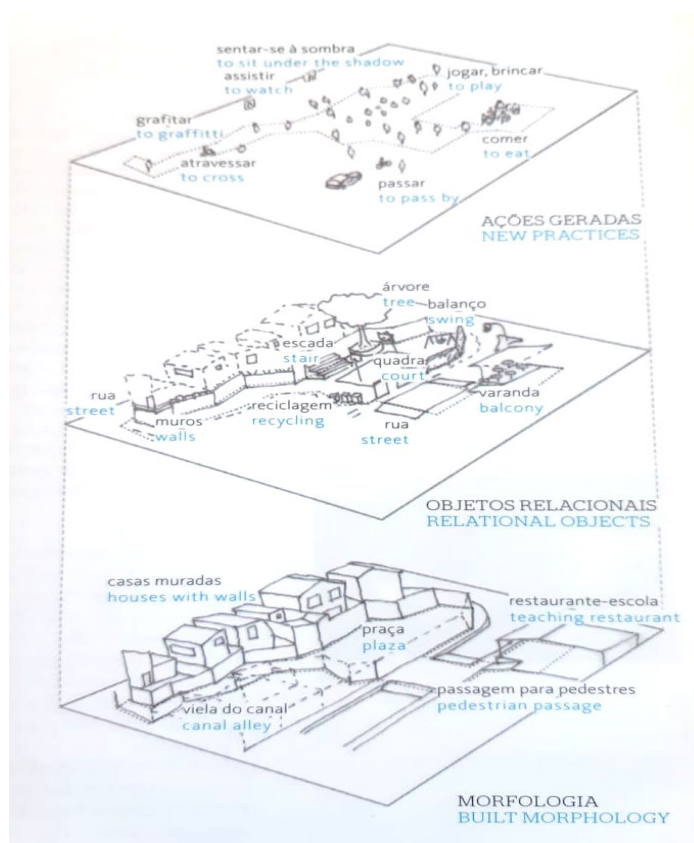 sentar-se à sombra
to sit under the shadow
assistir
to watch
jogar, brincar
to play
grafitar
to graffitti
comer
to eat
atravessar
to cross
passar
to pass by
AÇÕES GERADAS
NEW PRACTICES
árvore
tree
balanço
swing
escada
stair
quadra
court
rua
street
muros
walls
reciclagem
recycling
varanda
balcony
rua
street
OBJETOS RELACIONAIS
RELATIONAL OBJECTS
casas muradas
houses with walls
restaurante-escola
teaching restaurant
praça
plaza
passagem para pedestres
pedestrian passage
viela do canal
canal alley
MORFOLOGIA
BUILT MORPHOLOGY